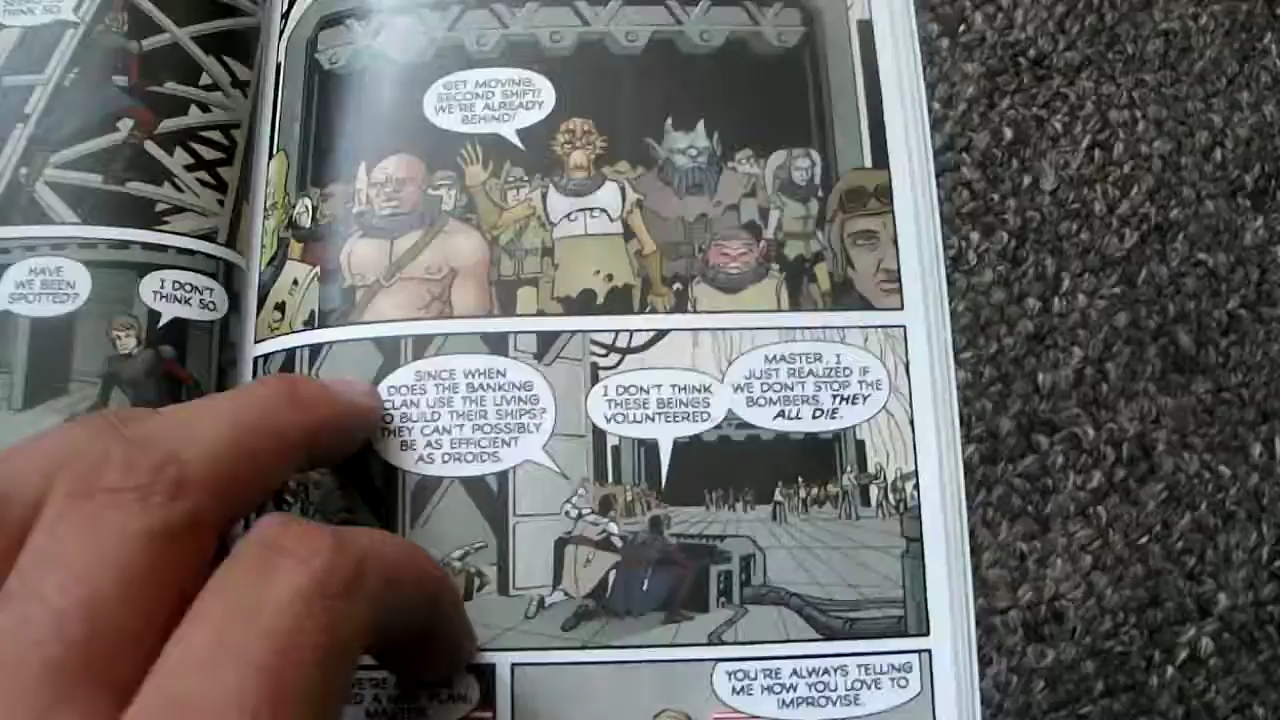 THINK SO.
HAVE
WE BEEN
SPOTTED?
I DON'T
THINK SO.
GET MOVING,
SECOND SHIFT!
WE'RE ALREADY
BEHIND!
SINCE WHEN
DOES THE BANKING
CLAN USE THE LIVING
TO BUILD THEIR SHIPS?
THEY CAN'T POSSIBLY
BE AS EFFICIENT
AS DROIDS.
I DON'T THINK
THESE BEINGS
VOLUNTEERED.
MASTER, I
JUST REALIZED IF
WE DON'T STOP THE
BOMBERS, THEY
ALL DIE.
PLAN,
MASTER.
YOU'RE ALWAYS TELLING
ME HOW YOU LOVE TO
IMPROVISE.